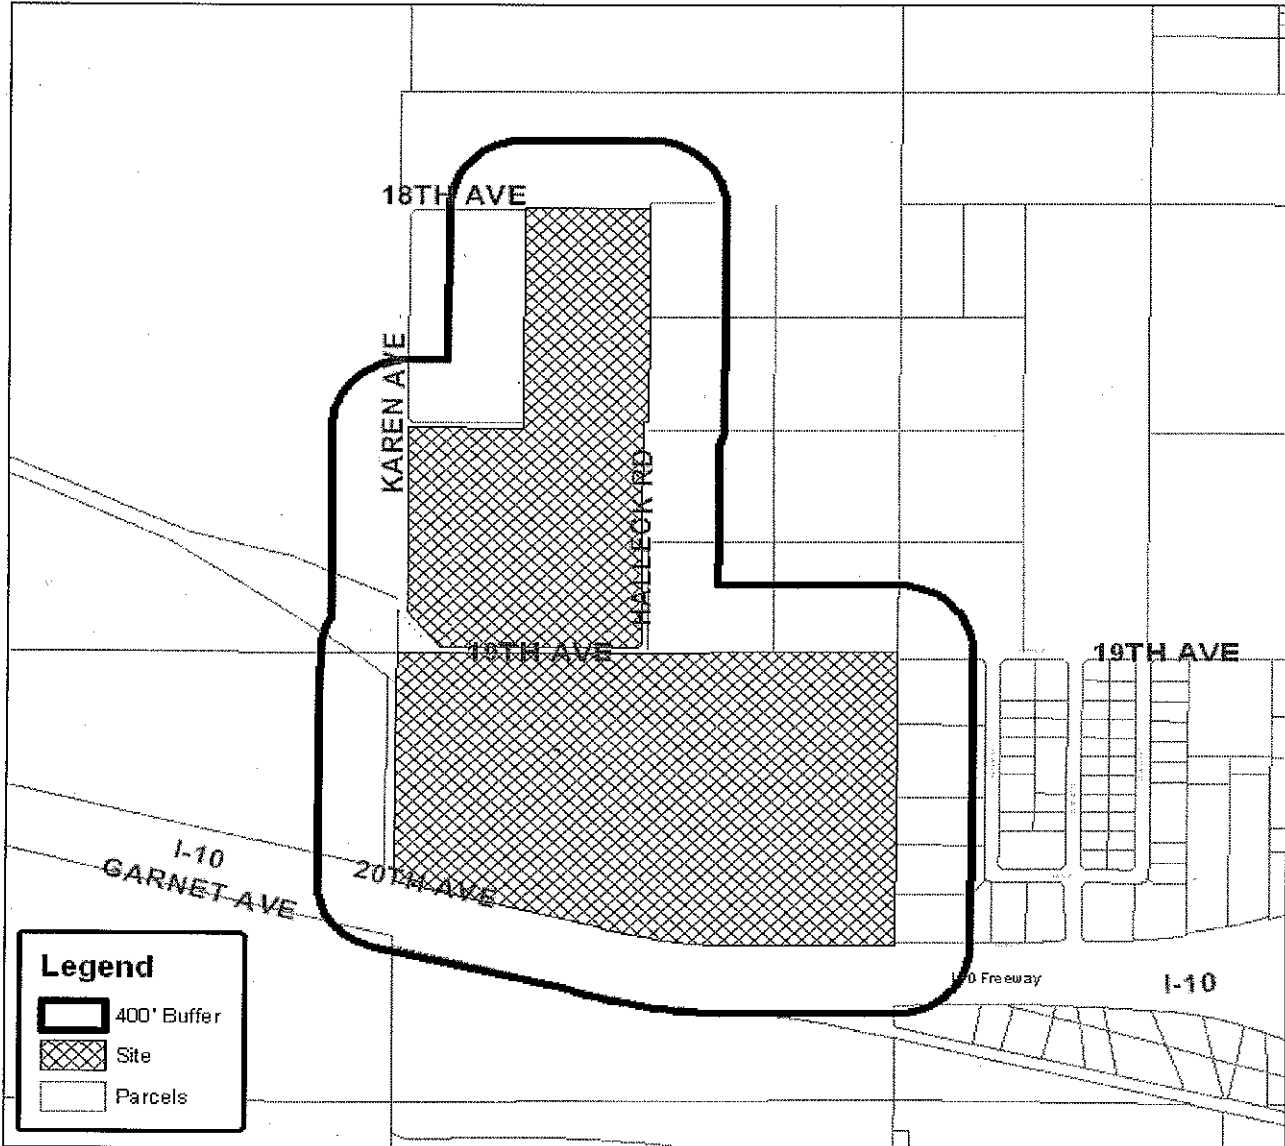 18TH AVE
KAREN AVE
HALLECK RD
19TH AVE
19TH AVE
I-10
GARNET AVE
20TH AVE
I-10 Freeway
I-10
Legend
400' Buffer
Site
Parcels